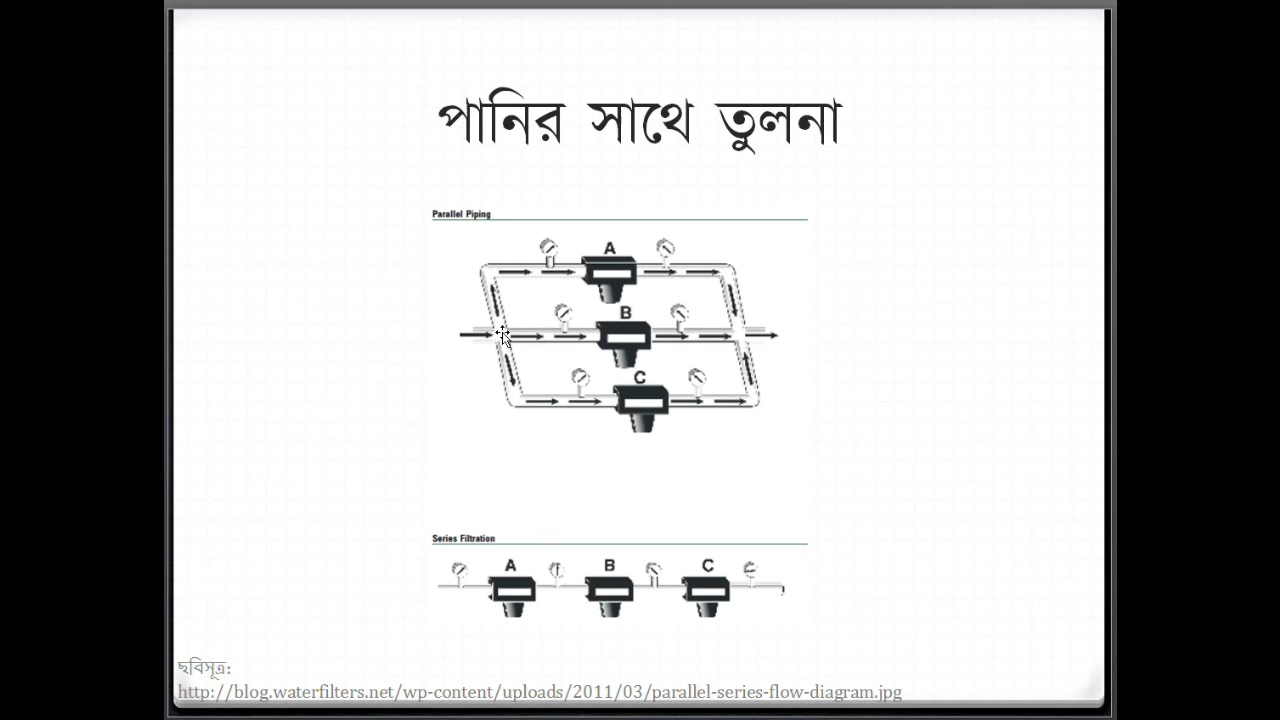 পানির সাথে তুলনা
Parallel Piping
A
B
C
Series Filtration
A B C
ছবিসূত্র:
http://blog.waterfilters.net/wp-content/uploads/2011/03/parallel-series-flow-diagram.jpg